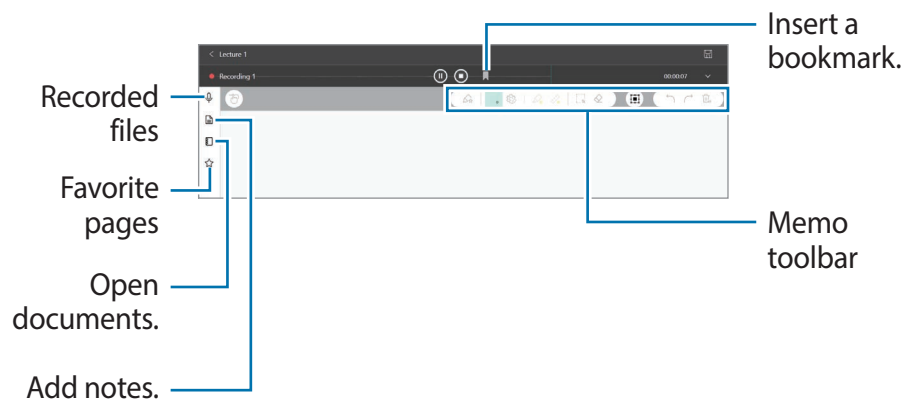 Insert a
bookmark.
< Lecture 1
Recording 1
00:00:07
Recorded
files
Favorite
pages
Memo
toolbar
Open
documents.
Add notes.